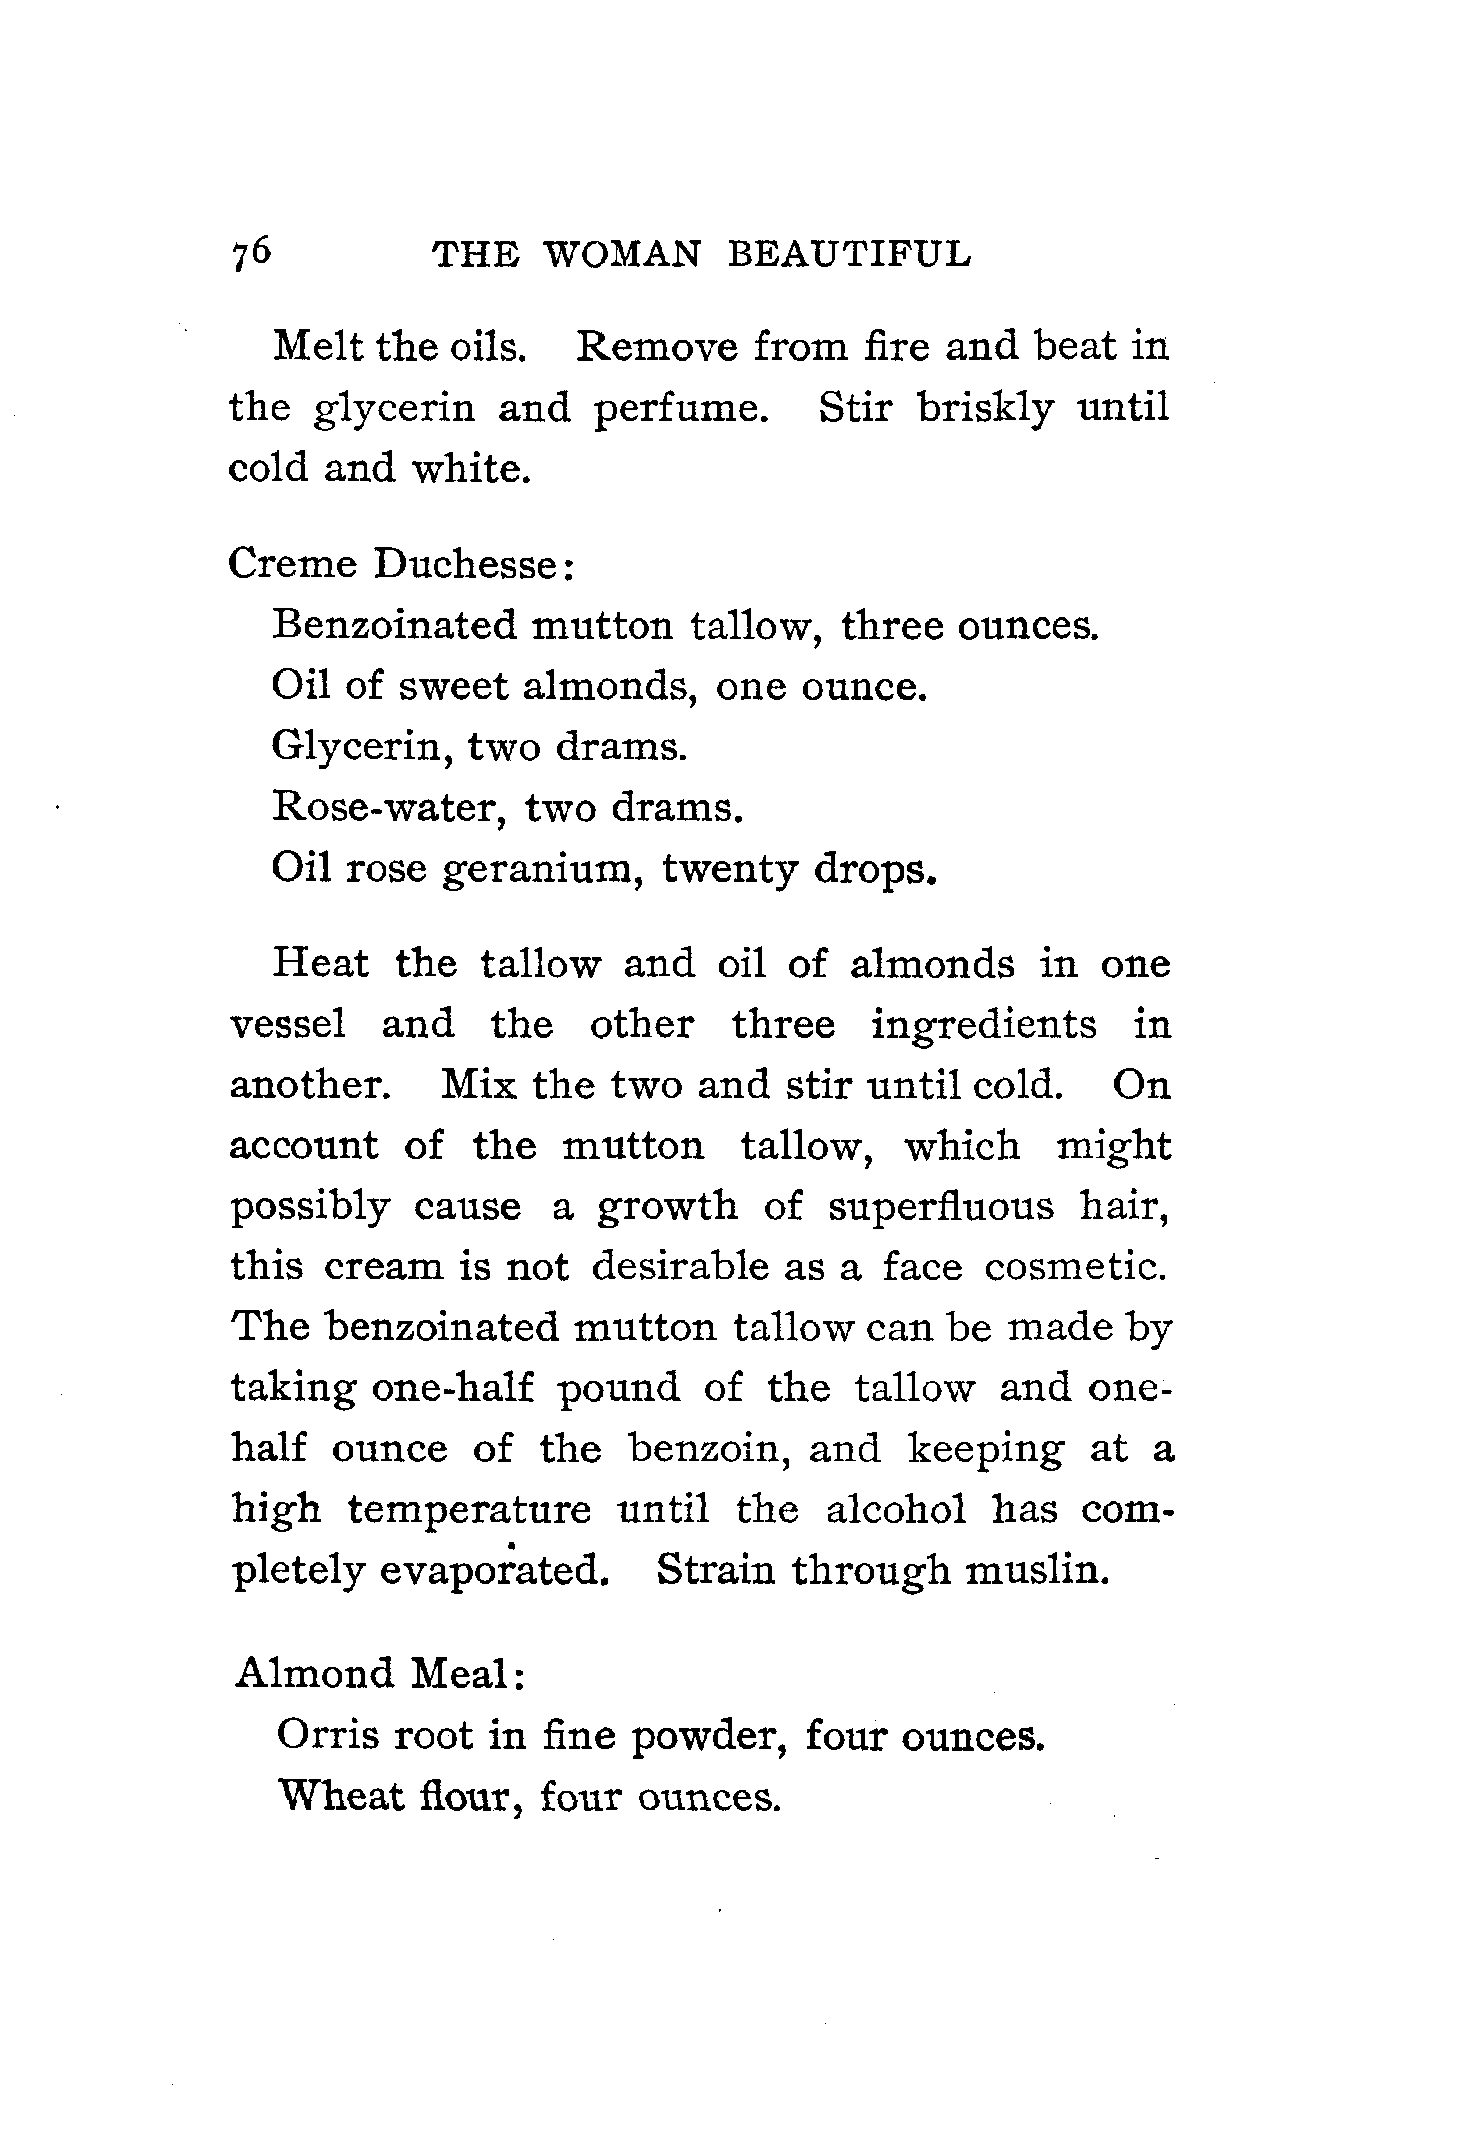 76 THE WOMAN BEAUTIFUL
Melt the oils. Remove from fire and beat in
the glycerin and perfume. Stir briskly until
cold and white.
Creme Duchesse:
Benzoinated mutton tallow, three ounces.
Oil of sweet almonds, one ounce.
Glycerin, two drams.
Rose-water, two drams.
Oil rose geranium, twenty drops.
Heat the tallow and oil of almonds in one
vessel and the other three ingredients in
another. Mix the two and stir until cold. On
account of the mutton tallow, which might
possibly cause a growth of superfluous hair,
this cream is not desirable as a face cosmetic.
The benzoinated mutton tallow can be made by
taking one-half pound of the tallow and one-
half ounce of the benzoin, and keeping at a
high temperature until the alcohol has com-
pletely evaporated. Strain through muslin.
Almond Meal:
Orris root in fine powder, four ounces.
Wheat flour, four ounces.